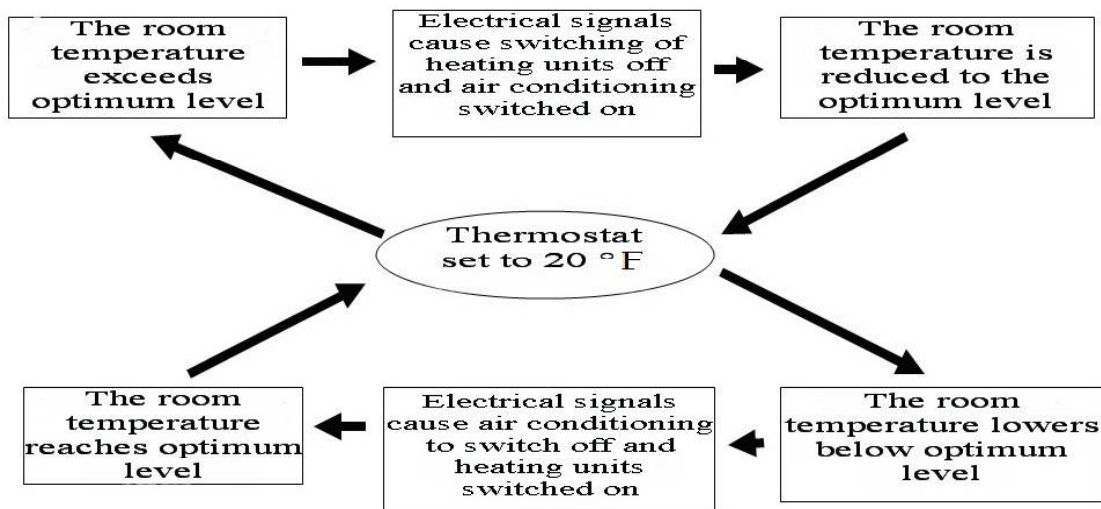 The room
temperature
exceeds
optimum level
Electrical signals
cause switching of
heating units off
and air conditioning
switched on
The room
temperature is
reduced to the
optimum level
Thermostat
set to 20 °F
The room
temperature
reaches optimum
level
Electrical signals
cause air conditioning
to switch off and
heating units
switched on
The room
temperature lowers
below optimum
level